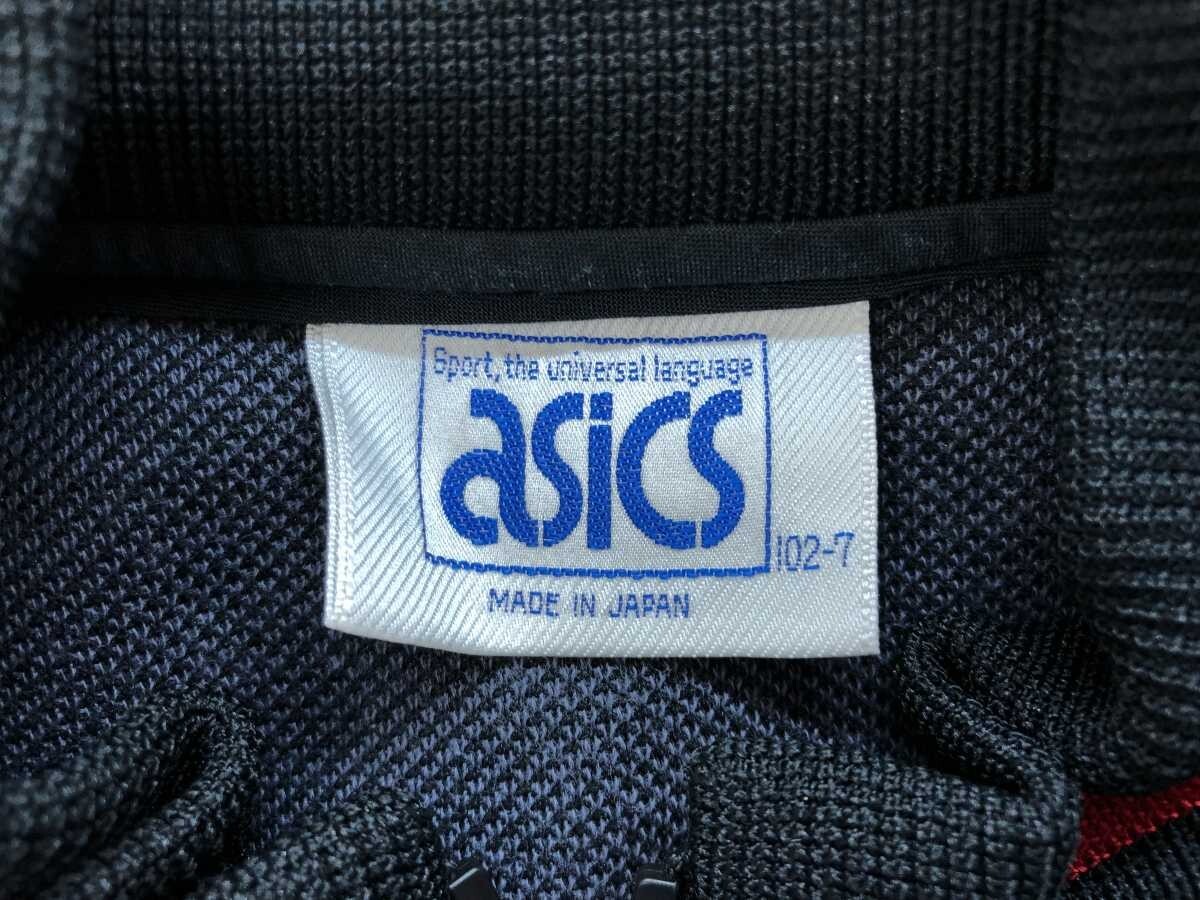 Sport, the universal language
asics
102-7
MADE IN JAPAN